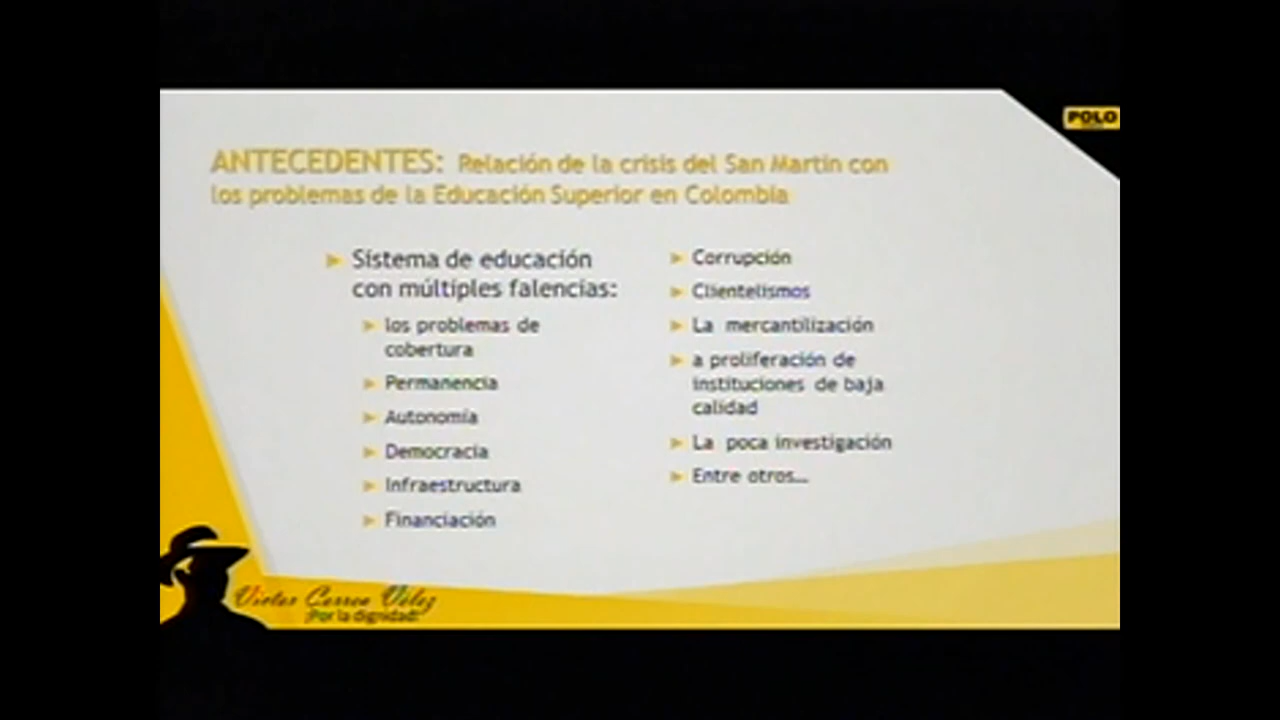 POLO
ANTECEDENTES: Relación de la crisis del San Martin con
los problemas de la Educación Superior en Colombia
Sistema de educación
con múltiples falencias:
los problemas de
cobertura
Permanencia
Autonomía
Democracia
Infraestructura
Financiación
Corrupción
Clientelismos
La mercantilización
a proliferación de
instituciones de baja
calidad
La poca investigación
Entre otros…
Victor Correa Vélez
¡Por la dignidad!